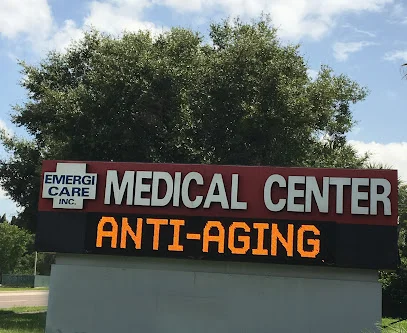 EMERGI
CARE
INC.
MEDICAL CENTER
ANTI-AGING